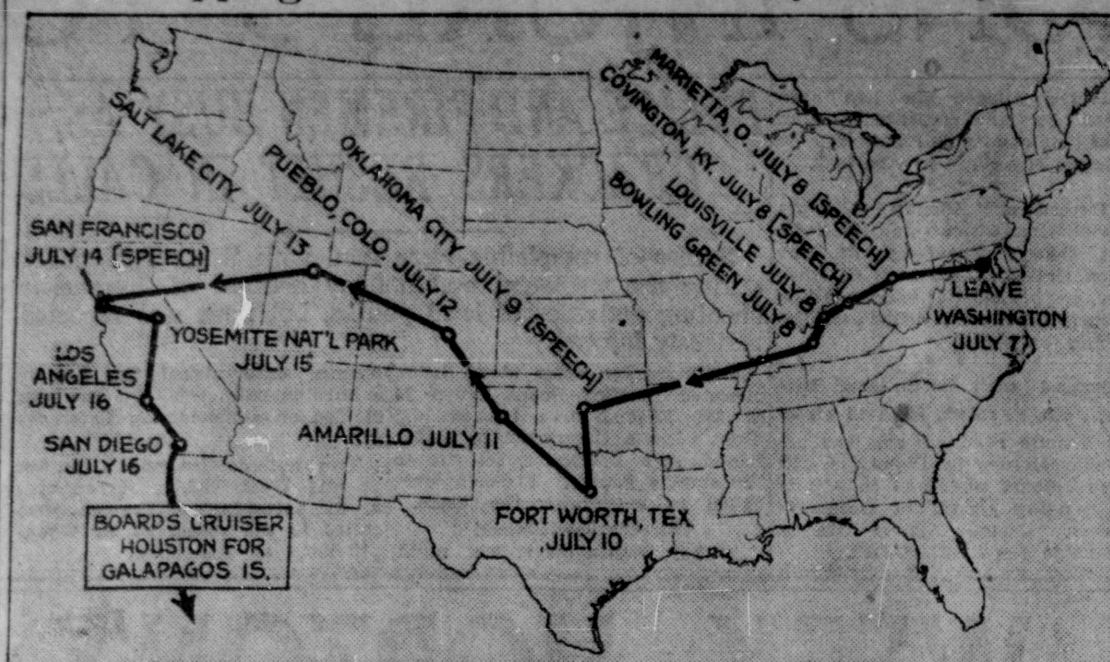 MARIETTA, O. JULY 8 [SPEECH]
COVINGTON, KY. JULY 8 [SPEECH]
LOUISVILLE JULY 8
BOWLING GREEN JULY 8
OKLAHOMA CITY JULY 9 [SPEECH]
PUEBLO, COLO. JULY 12
SALT LAKE CITY JULY 13
SAN FRANCISCO
JULY 14 [SPEECH]
LEAVE
WASHINGTON
JULY 7
YOSEMITE NAT'L PARK
JULY 15
LOS
ANGELES
JULY 16
SAN DIEGO
JULY 16
AMARILLO JULY 11
FORT WORTH, TEX.
JULY 10
BOARDS CRUISER
HOUSTON FOR
GALAPAGOS IS.